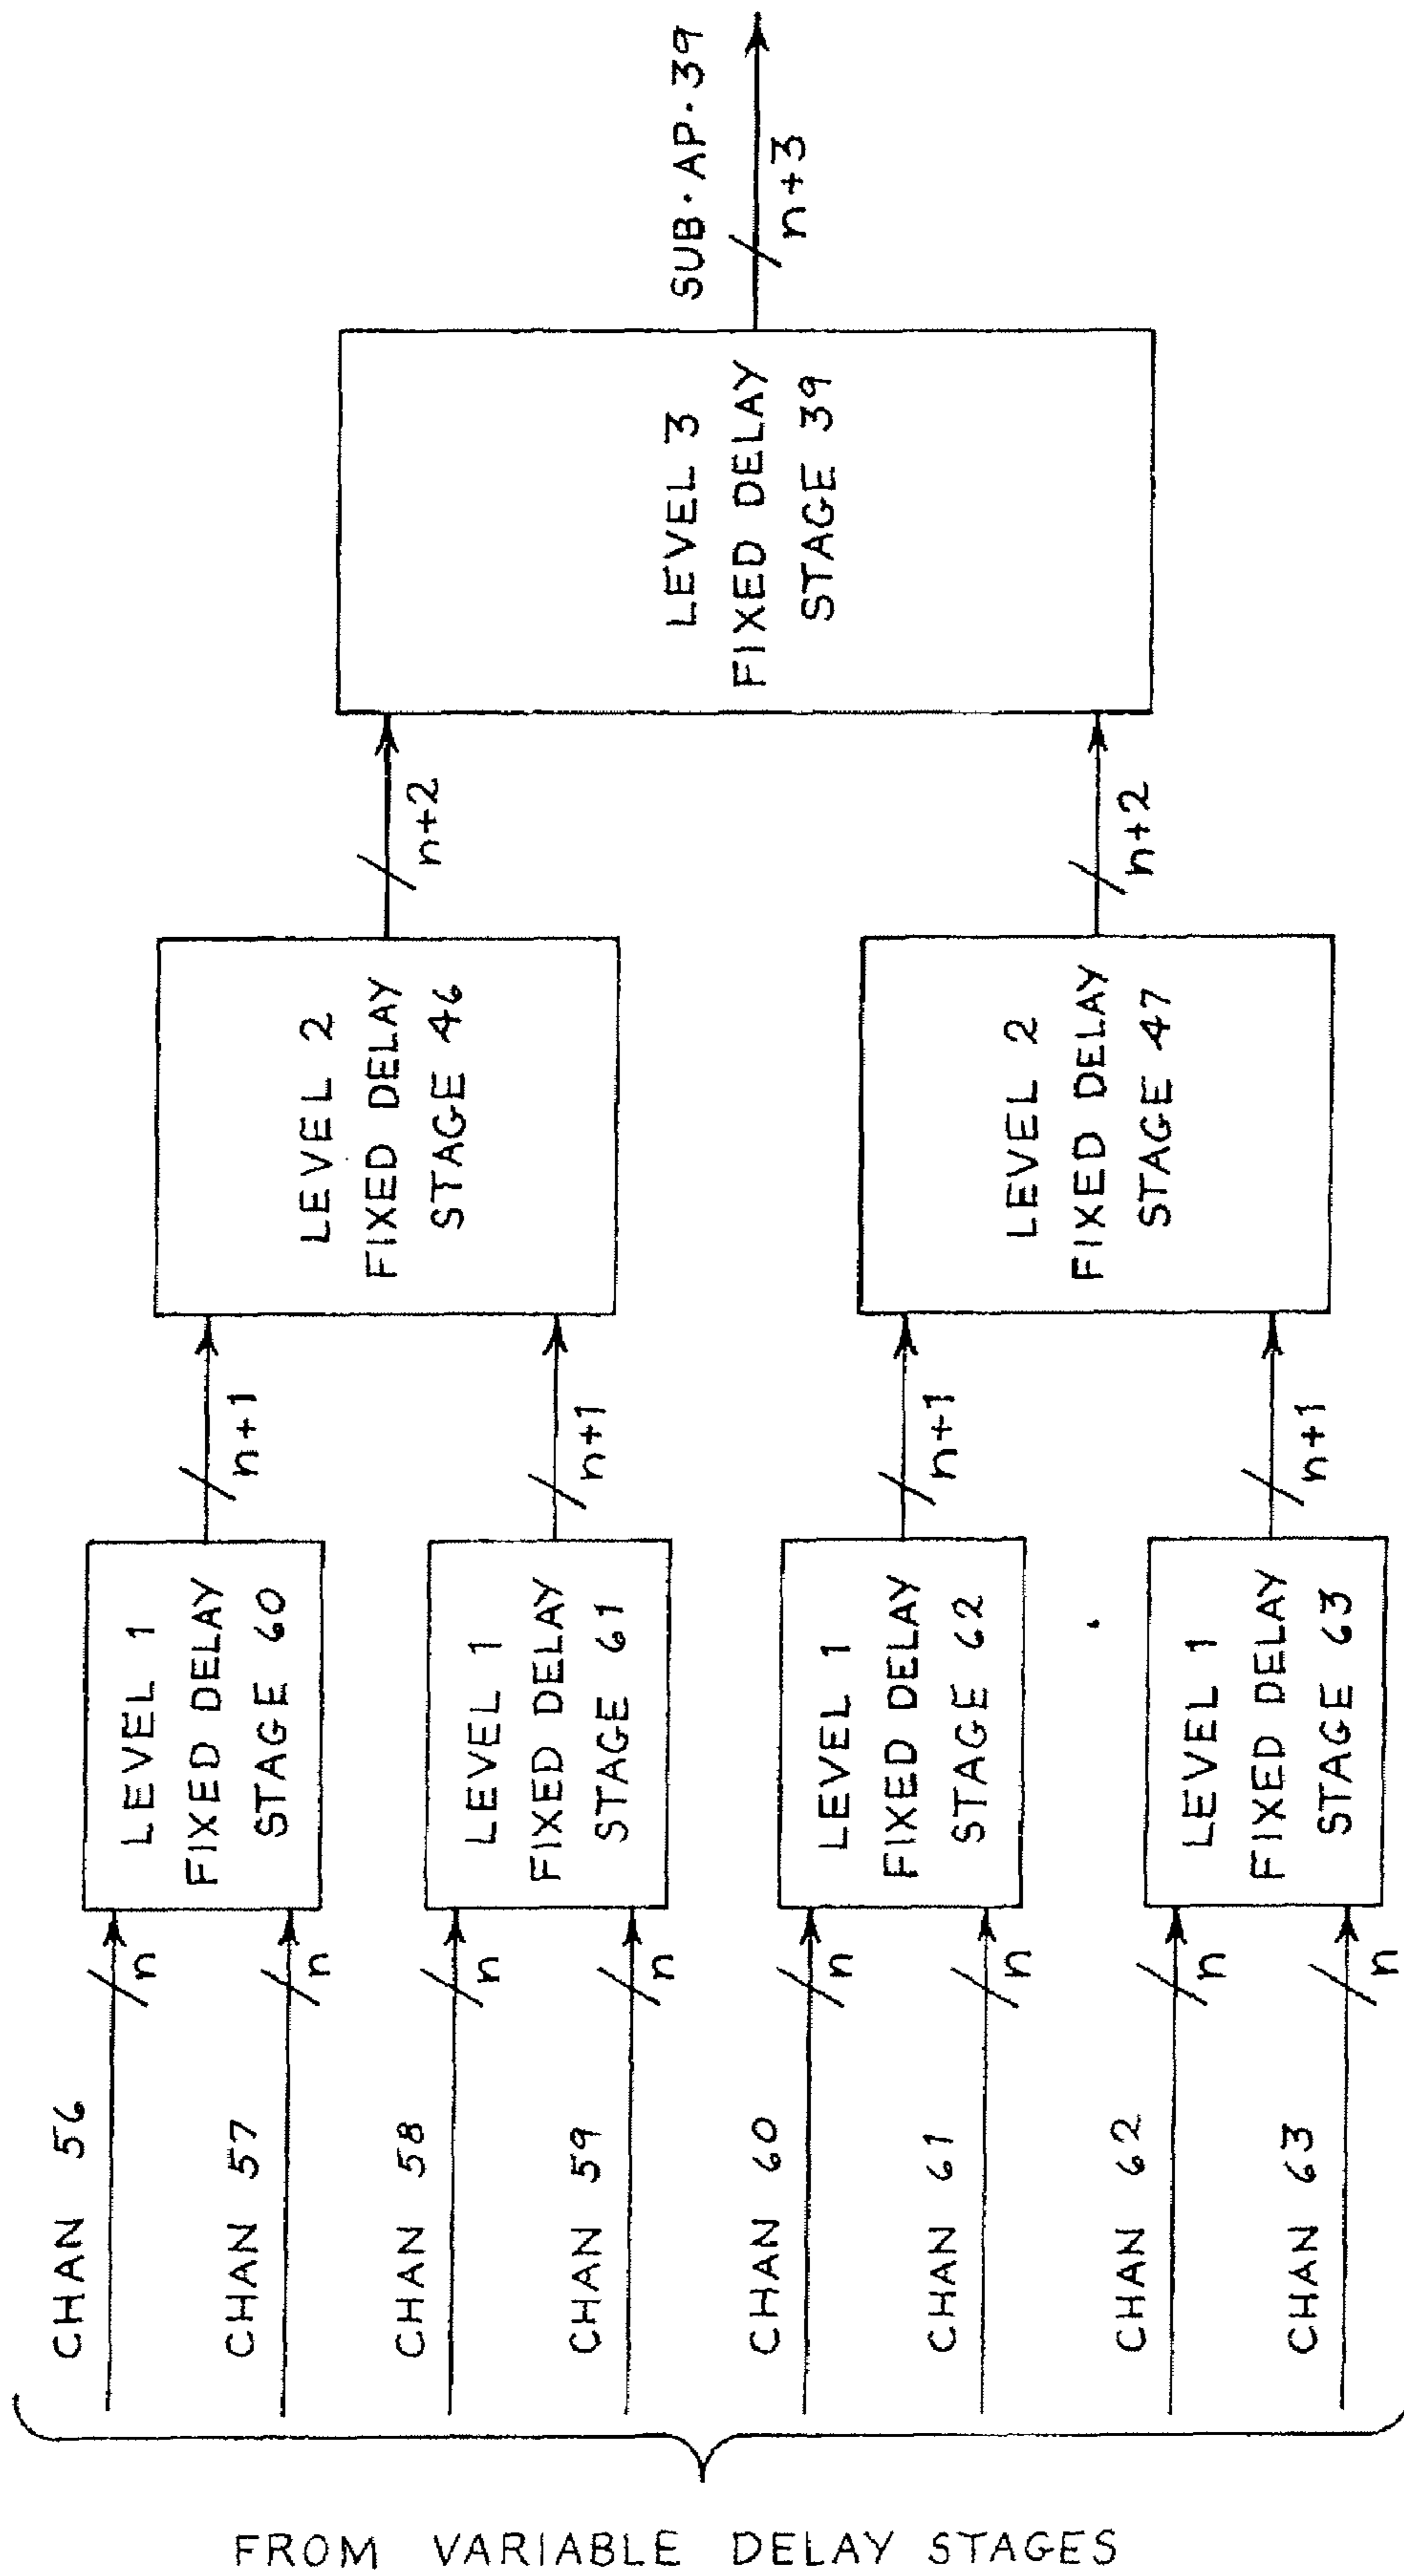 CHAN 56
n
CHAN 57
n
CHAN 58
n
CHAN 59
n
CHAN 60
n
CHAN 61
n
CHAN 62
n
CHAN 63
n
LEVEL 1
FIXED DELAY
STAGE 60
n+1
LEVEL 1
FIXED DELAY
STAGE 61
n+1
LEVEL 1
FIXED DELAY
STAGE 62
n+1
LEVEL 1
FIXED DELAY
STAGE 63
n+1
LEVEL 2
FIXED DELAY
STAGE 46
n+2
LEVEL 2
FIXED DELAY
STAGE 47
n+2
LEVEL 3
FIXED DELAY
STAGE 39
SUB·AP·39
n+3
FROM VARIABLE DELAY STAGES